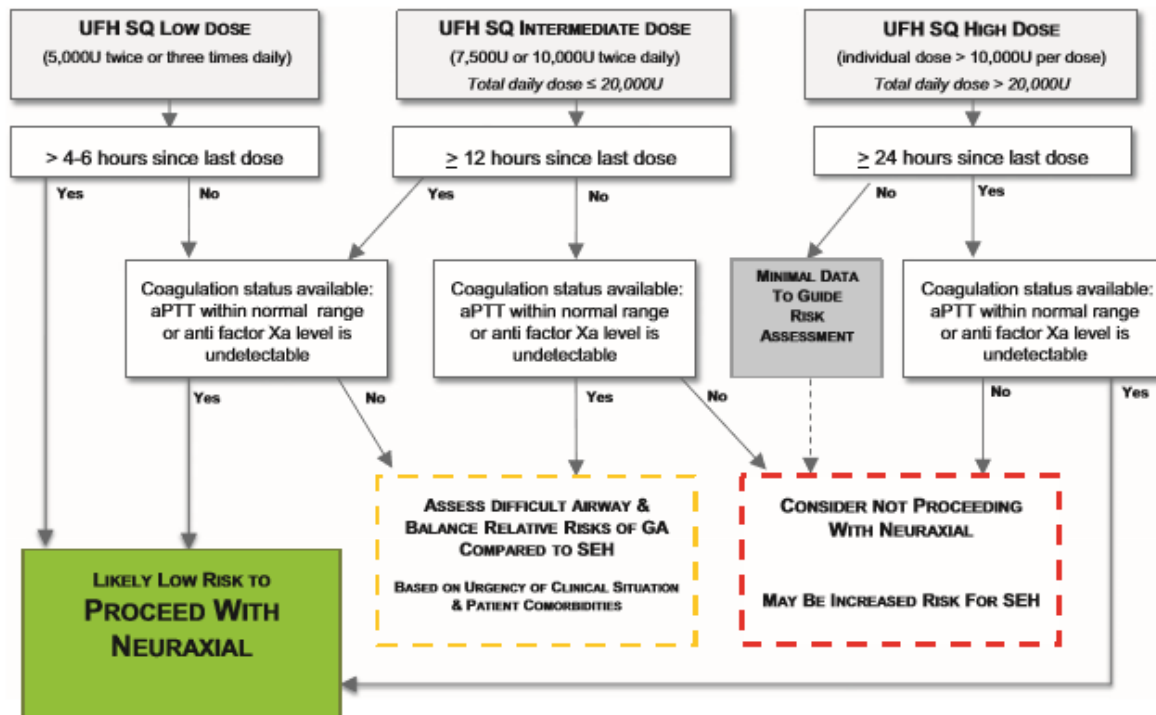 UFH SQ LOW DOSE
(5,000U twice or three times daily)
UFH SQ INTERMEDIATE DOSE
(7,500U or 10,000U twice daily)
Total daily dose ≤ 20,000U
UFH SQ HIGH DOSE
(individual dose > 10,000U per dose)
Total daily dose > 20,000U
> 4-6 hours since last dose
≥ 12 hours since last dose
≥ 24 hours since last dose
Yes
No
Yes
No
No
Yes
Coagulation status available:
aPTT within normal range
or anti factor Xa level is
undetectable
Coagulation status available:
aPTT within normal range
or anti factor Xa level is
undetectable
MINIMAL DATA
TO GUIDE
RISK
ASSESSMENT
Coagulation status available:
aPTT within normal range
or anti factor Xa level is
undetectable
Yes
No
Yes
No
No
Yes
ASSESS DIFFICULT AIRWAY &
BALANCE RELATIVE RISKS OF GA
COMPARED TO SEH
BASED ON URGENCY OF CLINICAL SITUATION
& PATIENT COMORBIDITIES
CONSIDER NOT PROCEEDING
WITH NEURAXIAL
MAY BE INCREASED RISK FOR SEH
LIKELY LOW RISK TO
PROCEED WITH
NEURAXIAL